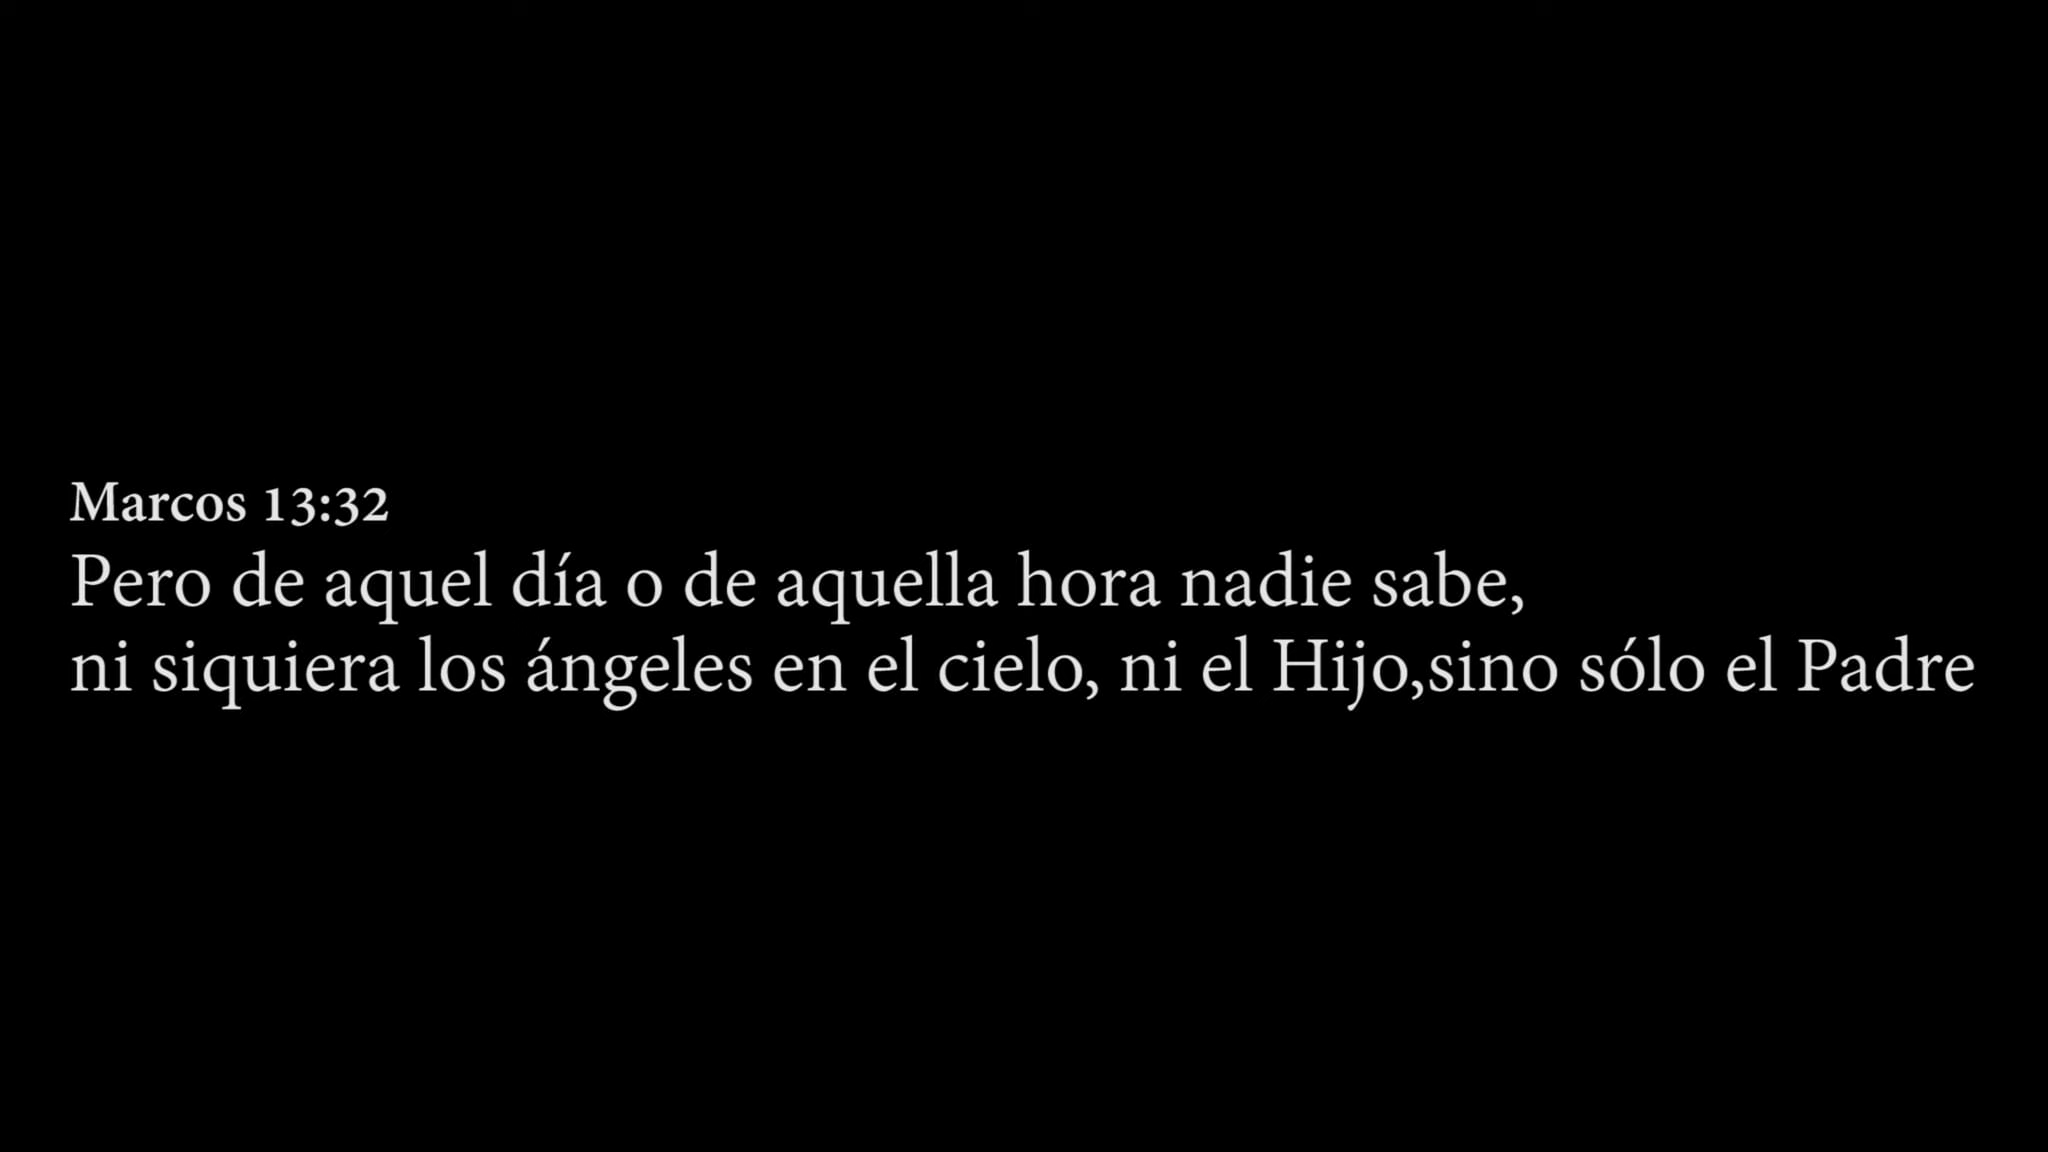 Marcos 13:32
Pero de aquel día o de aquella hora nadie sabe,
ni siquiera los ángeles en el cielo, ni el Hijo,sino sólo el Padre